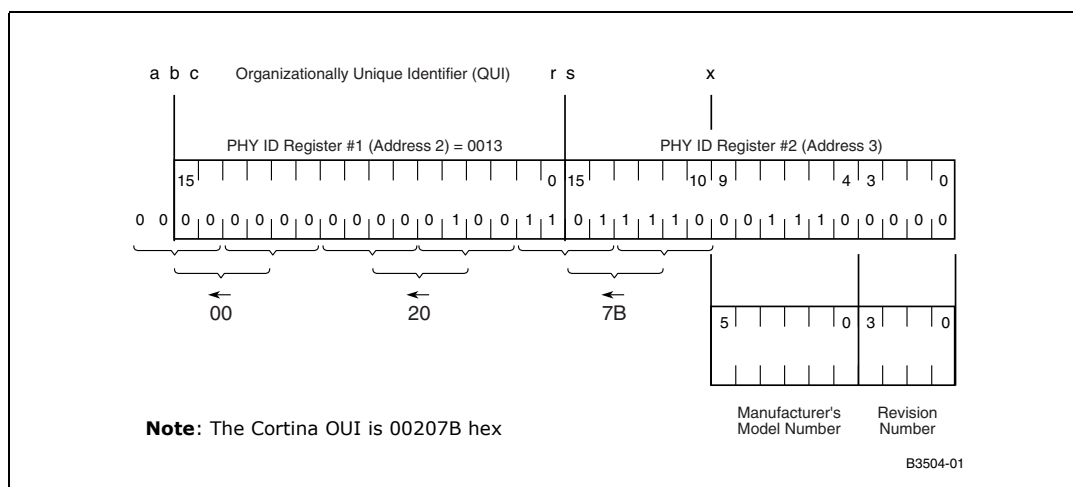 a b c Organizationally Unique Identifier (QUI) r s x
PHY ID Register #1 (Address 2) = 0013 PHY ID Register #2 (Address 3)
15 0 15 10 9 4 3 0
0 0 0 0 0 0 0 0 0 0 0 0 0 1 0 0 1 1 0 1 1 1 1 0 0 0 1 1 1 0 0 0 0 0
00 20 7B
5 0 3 0
Manufacturer's Revision
Model Number Number
Note: The Cortina OUI is 00207B hex
B3504-01